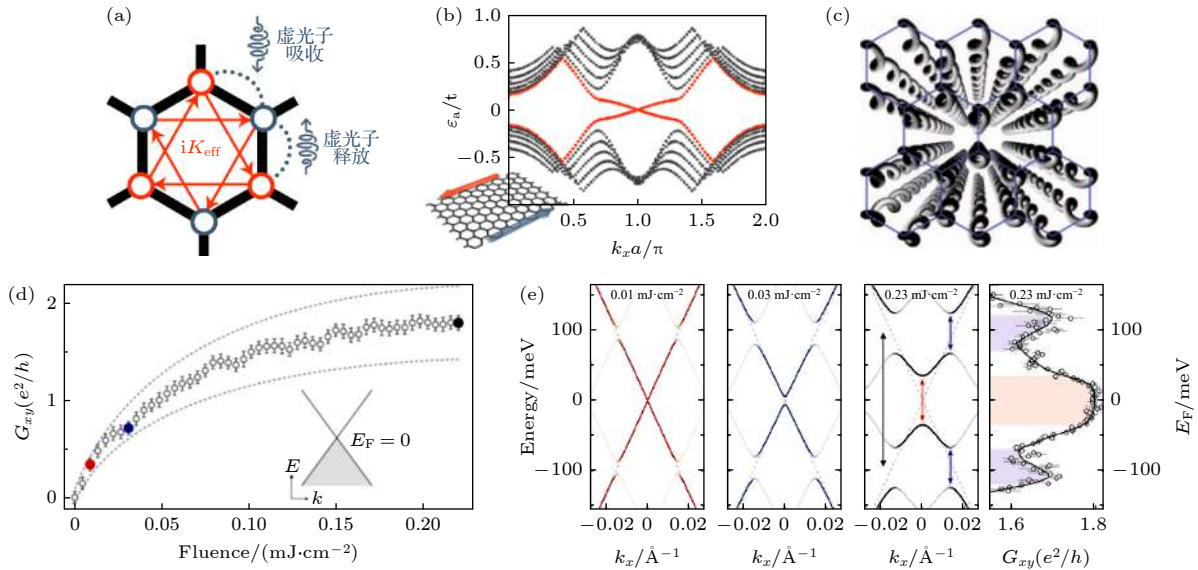 (a)
虚光子
吸收
虚光子
释放
iK_eff
(b)
1.0
0.5
0
−0.5
ε_a/t
0.5
1.0
1.5
2.0
k_x a/π
(c)
(d)
2
1
0
G_xy(e²/h)
E_F = 0
E
k
0
0.05
0.10
0.15
0.20
Fluence/(mJ·cm⁻²)
(e)
0.01 mJ·cm⁻²
0.03 mJ·cm⁻²
0.23 mJ·cm⁻²
0.23 mJ·cm⁻²
100
0
−100
Energy/meV
100
0
−100
E_F/meV
−0.02 0 0.02
−0.02 0 0.02
−0.02 0 0.02
1.6 1.8
k_x/Å⁻¹
k_x/Å⁻¹
k_x/Å⁻¹
G_xy(e²/h)